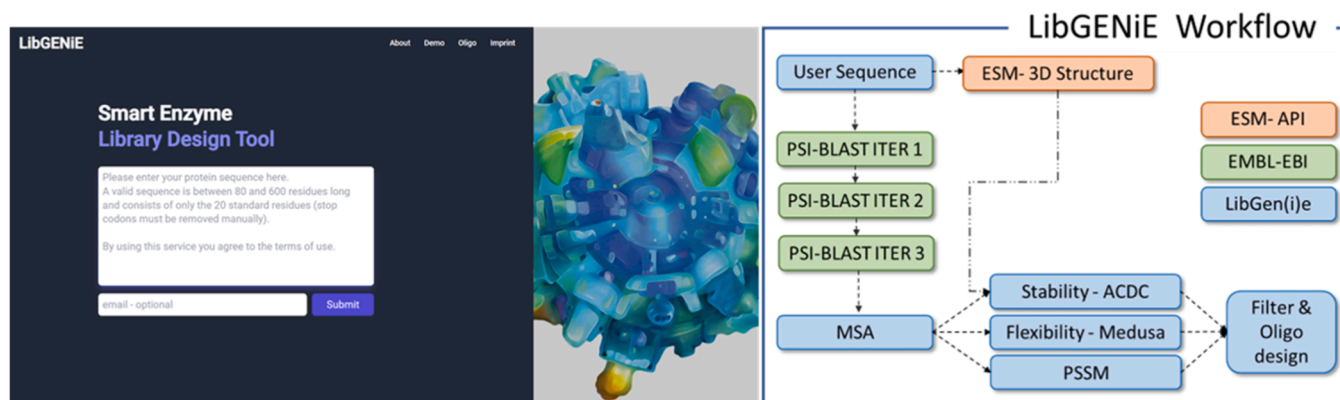 LibGENiE
About Demo Oligo Imprint
Smart Enzyme
Library Design Tool
Please enter your protein sequence here.
A valid sequence is between 80 and 600 residues long
and consists of only the 20 standard residues (stop
codons must be removed manually).
By using this service you agree to the terms of use.
email - optional
Submit
LibGENiE Workflow
User Sequence
ESM- 3D Structure
PSI-BLAST ITER 1
PSI-BLAST ITER 2
PSI-BLAST ITER 3
MSA
Stability - ACDC
Flexibility - Medusa
PSSM
Filter &
Oligo
design
ESM- API
EMBL-EBI
LibGen(i)e